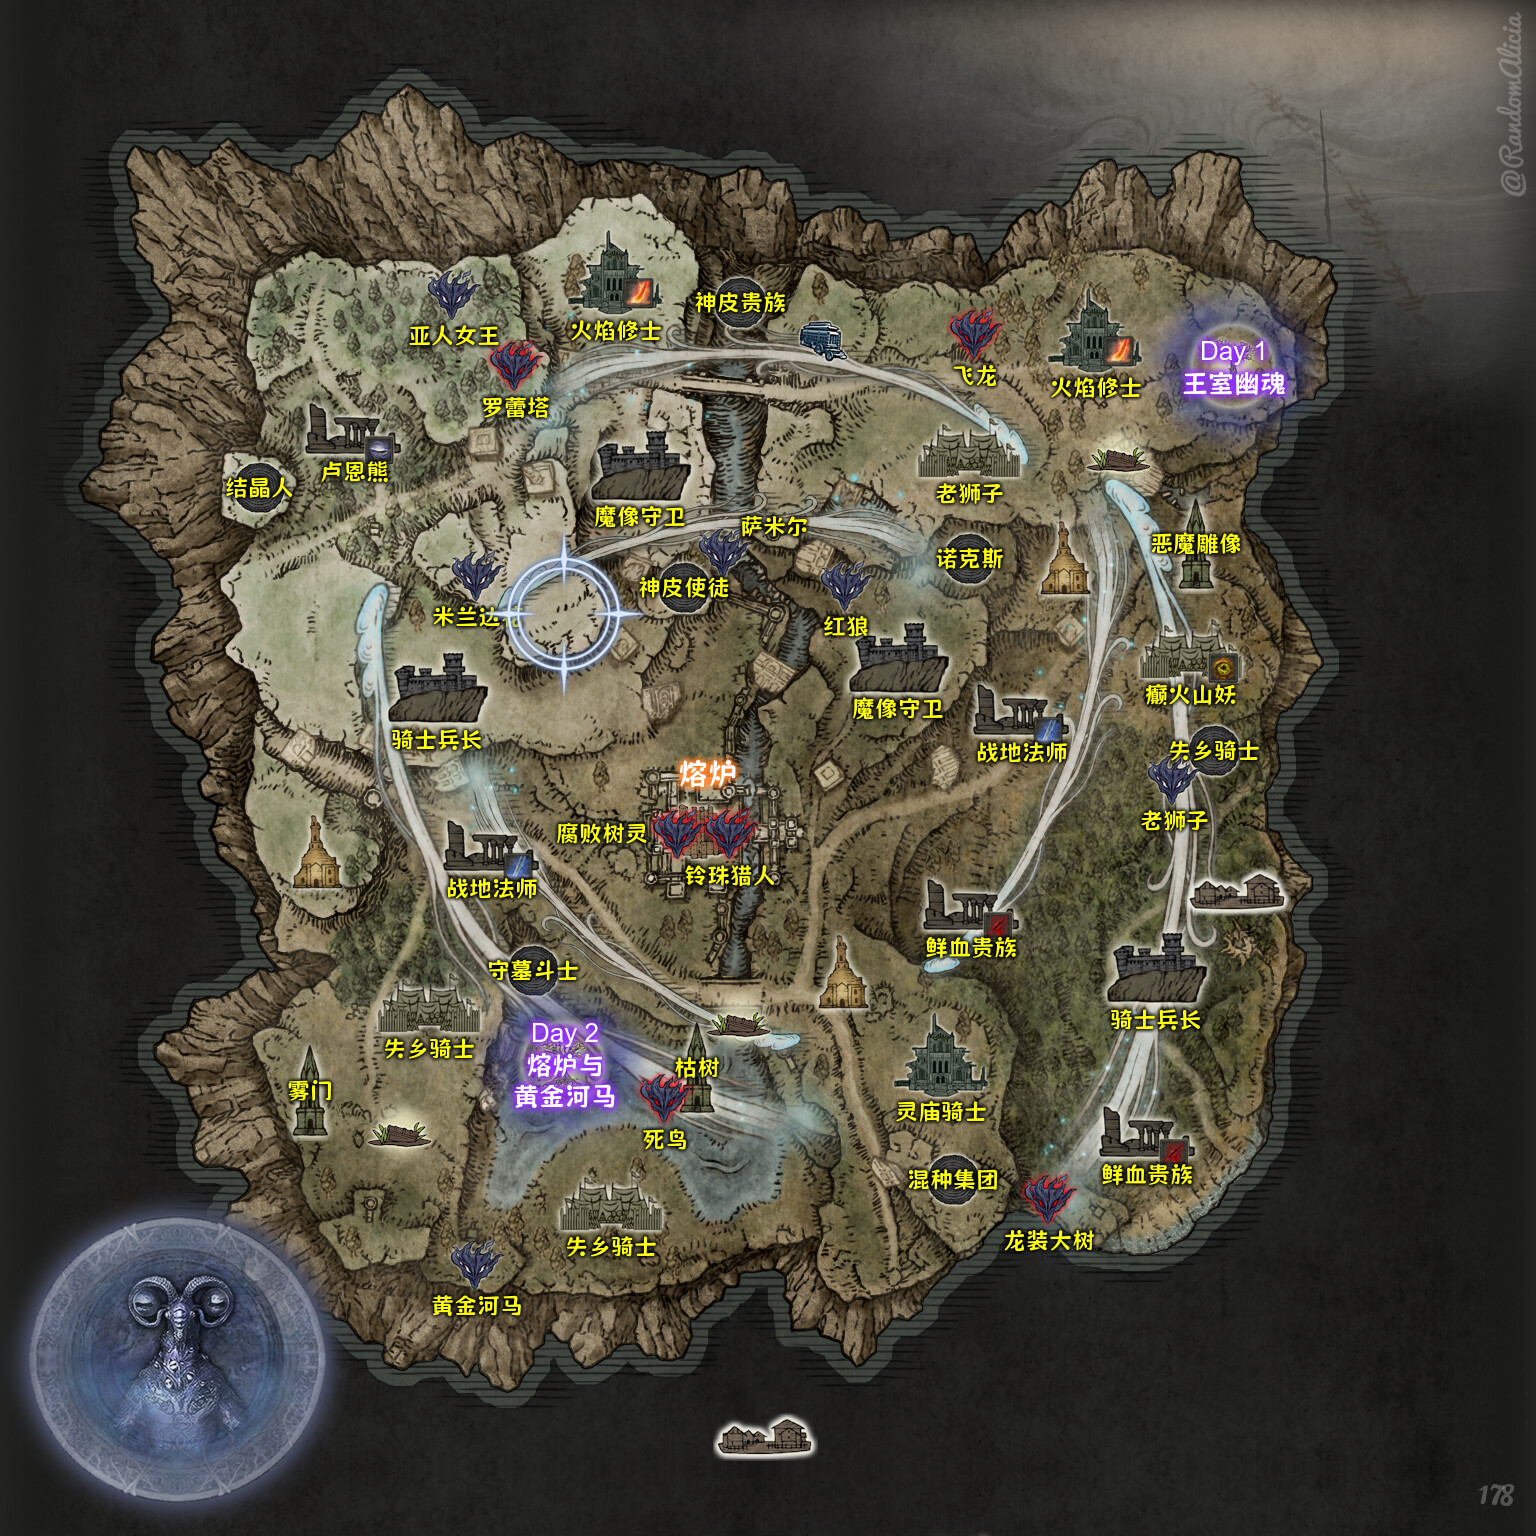 @RandomAlicia
亚人女王
火焰修士
神皮贵族
罗蕾塔
飞龙
火焰修士
Day 1
王室幽魂
卢恩熊
结晶人
魔像守卫
萨米尔
老狮子
诺克斯
恶魔雕像
米兰达
神皮使徒
红狼
魔像守卫
癫火山妖
骑士兵长
战地法师
失乡骑士
熔炉
老狮子
腐败树灵
铃珠猎人
战地法师
鲜血贵族
守墓斗士
骑士兵长
失乡骑士
Day 2
熔炉与
黄金河马
枯树
雾门
死鸟
灵庙骑士
混种集团
鲜血贵族
龙装大树
失乡骑士
黄金河马
178